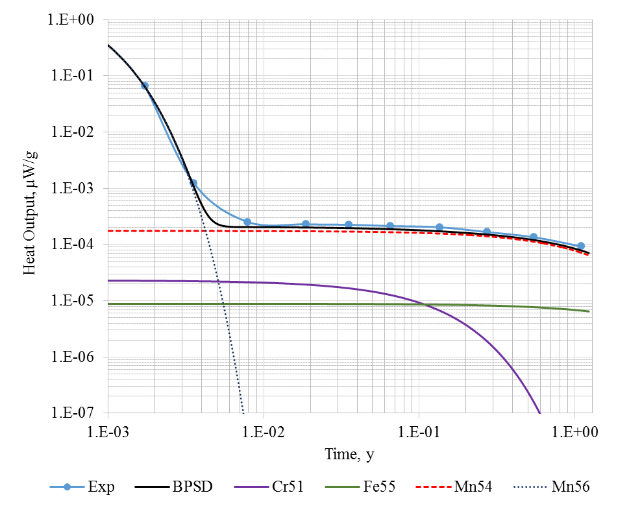 1.E+00
1.E-01
1.E-02
1.E-03
1.E-04
1.E-05
1.E-06
1.E-07
Heat Output, µW/g
1.E-03 1.E-02 1.E-01 1.E+00
Time, y
Exp BPSD Cr51 Fe55 Mn54 Mn56